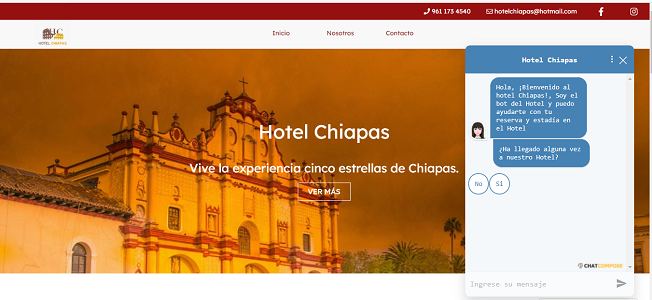 961 173 4540
hotelchiapas@hotmail.com
HC
HOTEL CHIAPAS
Inicio
Nosotros
Contacto
Hotel Chiapas
Vive la experiencia cinco estrellas de Chiapas.
VER MÁS
Hotel Chiapas
Hola, ¡Bienvenido al
hotel Chiapas!, Soy el
bot del Hotel y puedo
ayudarte con tu
reserva y estadía en
el Hotel
¿Ha llegado alguna vez
a nuestro Hotel?
No
Sí
CHATCOMPOSE
Ingrese su mensaje